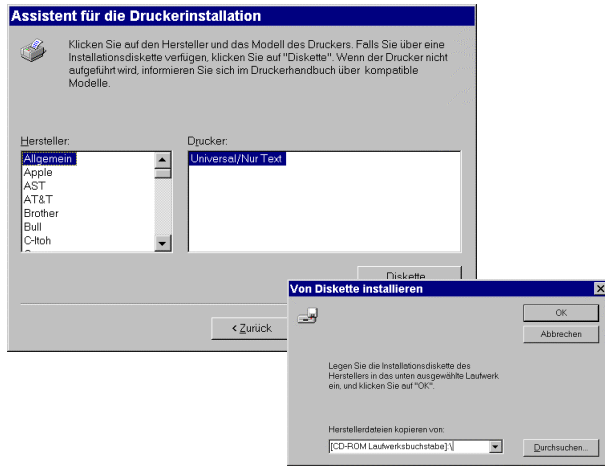 Assistent für die Druckerinstallation
Klicken Sie auf den Hersteller und das Modell des Druckers. Falls Sie über eine
Installationsdiskette verfügen, klicken Sie auf "Diskette". Wenn der Drucker nicht
aufgeführt wird, informieren Sie sich im Druckerhandbuch über kompatible
Modelle.
Hersteller:
Allgemein
Apple
AST
AT&T
Brother
Bull
C-Itoh
Drucker:
Universal/Nur Text
Diskette...
< Zurück
Von Diskette installieren
OK
Abbrechen
Legen Sie die Installationsdiskette des
Herstellers in das unten ausgewählte Laufwerk
ein, und klicken Sie auf "OK".
Herstellerdateien kopieren von:
[CD-ROM Laufwerksbuchstabe]:\
Durchsuchen...